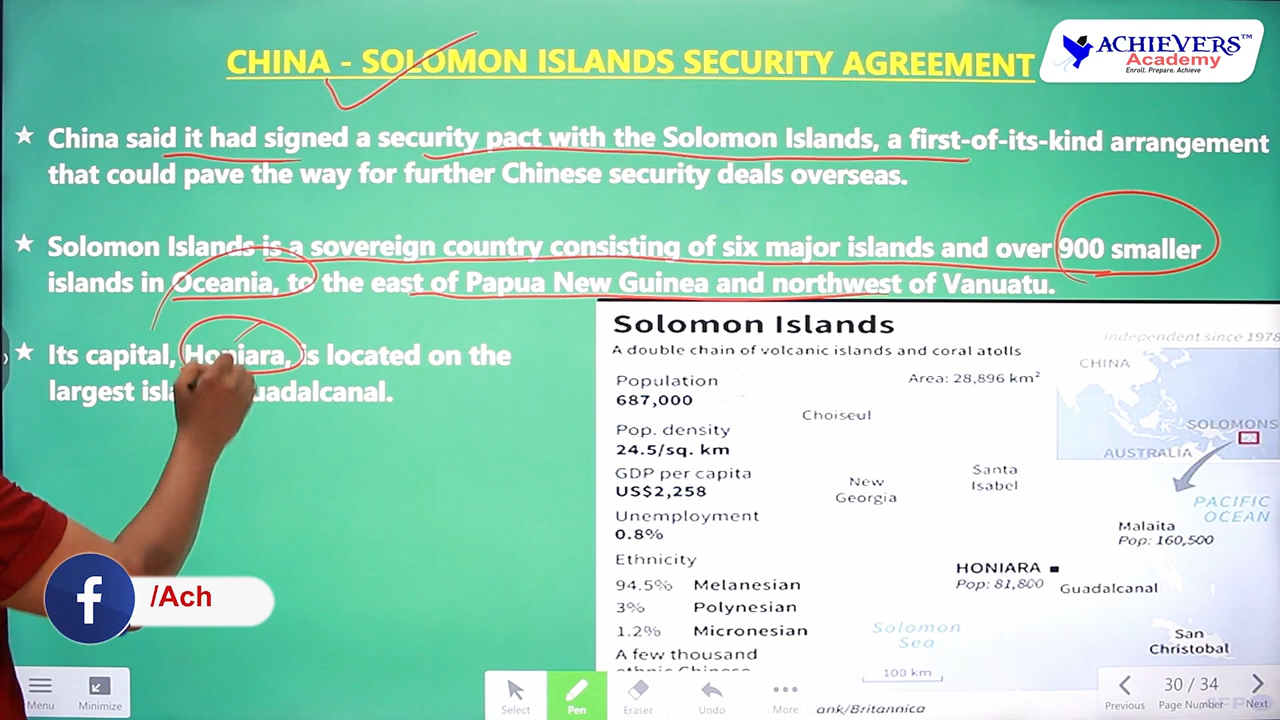 CHINA - SOLOMON ISLANDS SECURITY AGREEMENT
ACHIEVERS™
Academy
Enroll. Prepare. Achieve
★ China said it had signed a security pact with the Solomon Islands, a first-of-its-kind arrangement
that could pave the way for further Chinese security deals overseas.
★ Solomon Islands is a sovereign country consisting of six major islands and over 900 smaller
islands in Oceania, to the east of Papua New Guinea and northwest of Vanuatu.
★ Its capital, Honiara, is located on the
largest isla uadalcanal.
Solomon Islands
Independent since 1978
A double chain of volcanic islands and coral atolls
Population
687,000
Area: 28,896 km²
Pop. density
24.5/sq. km
GDP per capita
US$2,258
Unemployment
0.8%
Ethnicity
94.5% Melanesian
3% Polynesian
1.2% Micronesian
A few thousand
ethnic Chinese
CHINA
SOLOMONS
AUSTRALIA
PACIFIC
OCEAN
Choiseul
New
Georgia
Santa
Isabel
Malaita
Pop: 160,500
HONIARA
Pop: 81,800
Guadalcanal
Solomon
Sea
San
Christobal
100 km
ank/Britannica
f /Ach
Menu
Minimize
Select
Pen
Eraser
Undo
More
Previous
30 / 34
Page Number
Next